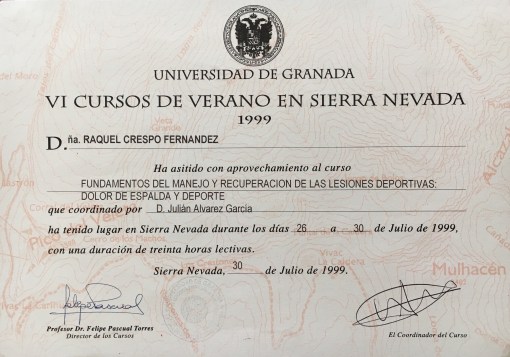 UNIVERSIDAD DE GRANADA
VI CURSOS DE VERANO EN SIERRA NEVADA
1999
D.ña. RAQUEL CRESPO FERNANDEZ
Ha asitido con aprovechamiento al curso
FUNDAMENTOS DEL MANEJO Y RECUPERACION DE LAS LESIONES DEPORTIVAS:
DOLOR DE ESPALDA Y DEPORTE
que coordinado por D. Julián Alvarez Garcia
ha tenido lugar en Sierra Nevada durante los días 26 a 30 de Julio de 1999,
con una duración de treinta horas lectivas.
Sierra Nevada, 30 de Julio de 1999.
Mulhacén
Profesor Dr. Felipe Pascual Torres
Director de los Cursos
El Coordinador del Curso